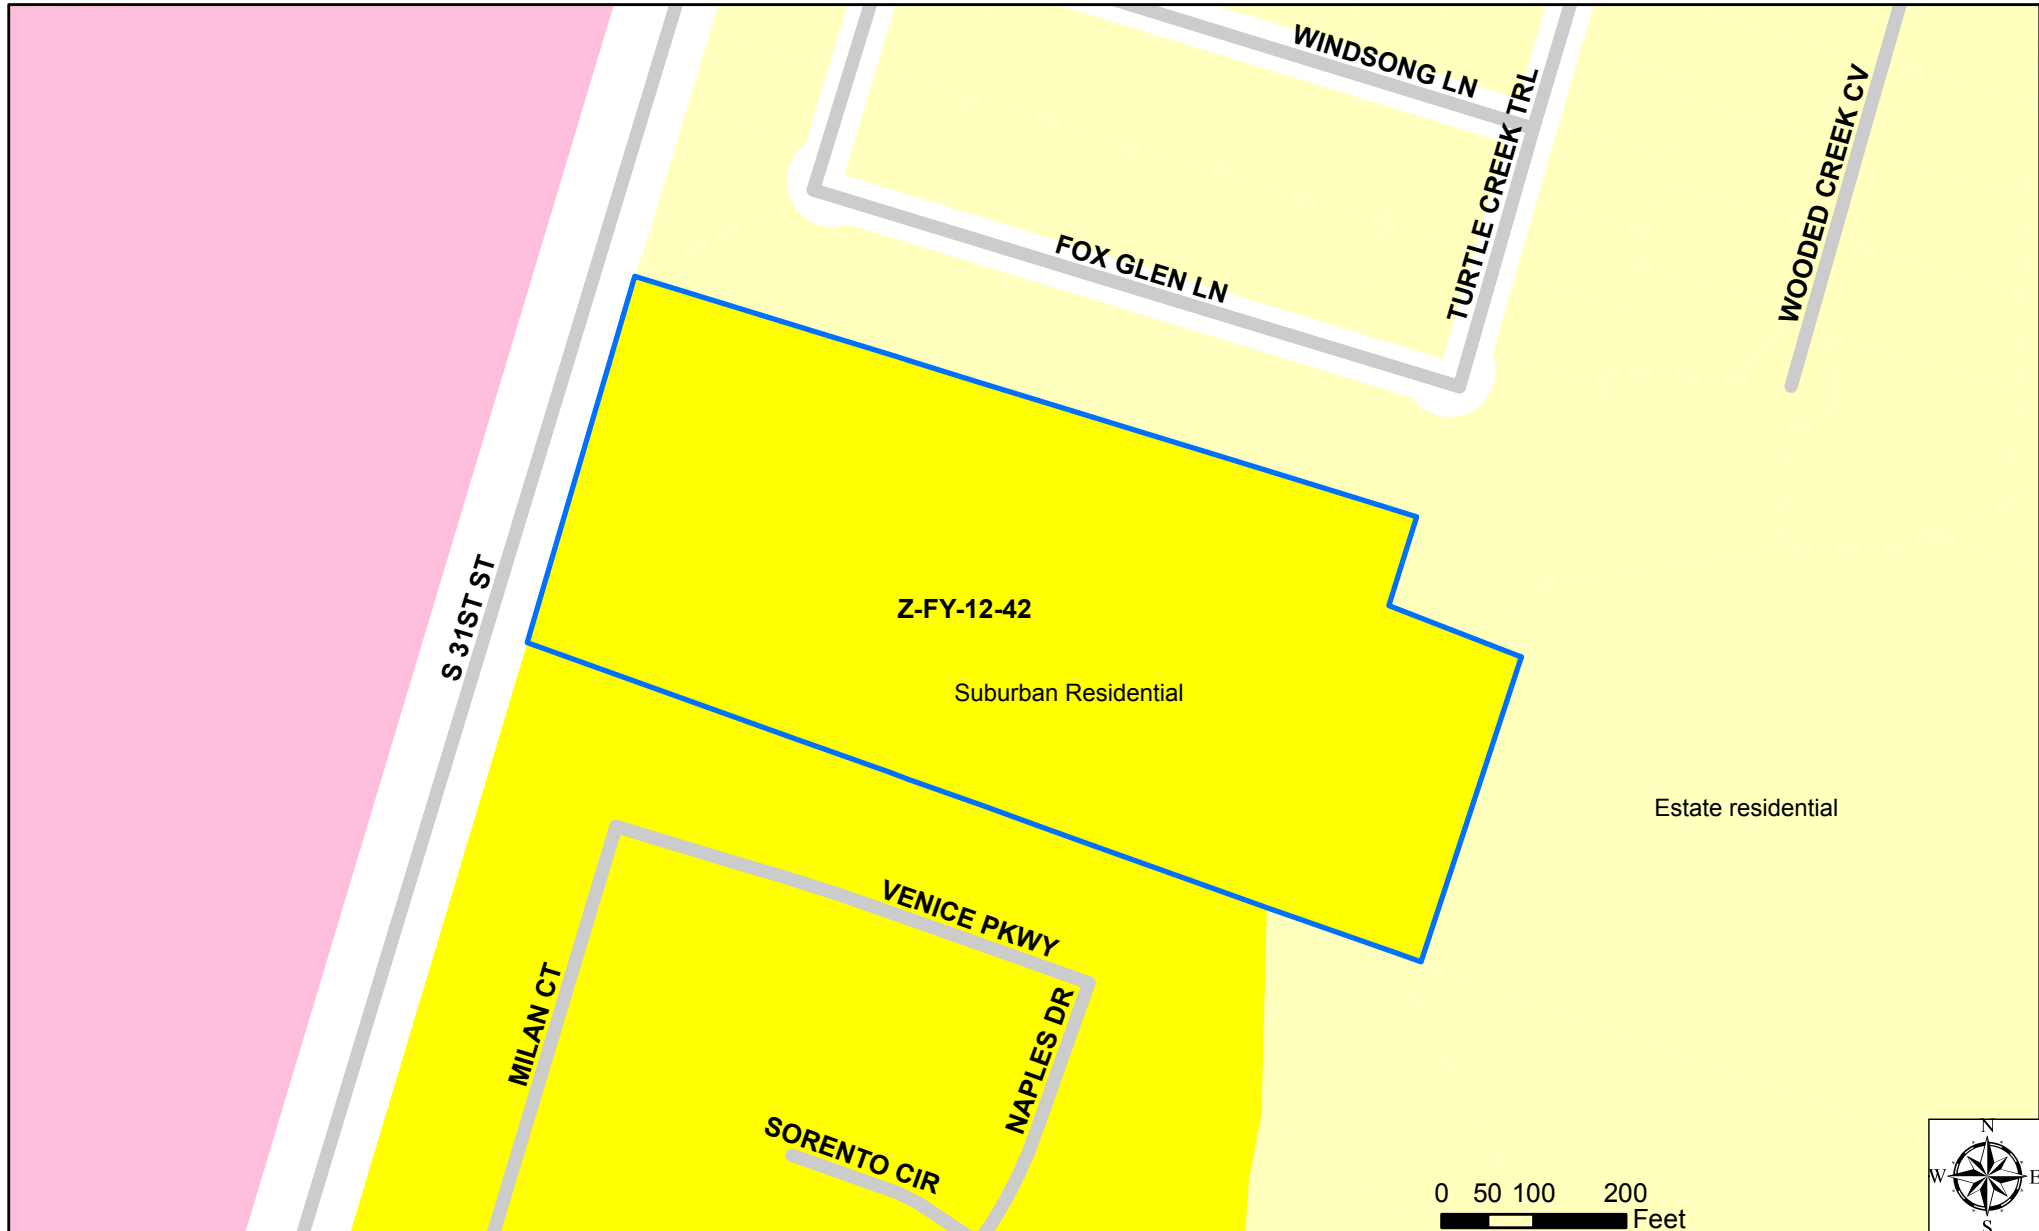 WINDSONG LN
TURTLE CREEK TRL
WOODED CREEK CV
FOX GLEN LN
S 31ST ST
Z-FY-12-42
Suburban Residential
Estate residential
VENICE PKWY
MILAN CT
NAPLES DR
SORENTO CIR
0 50 100 200
Feet
N
W E
S